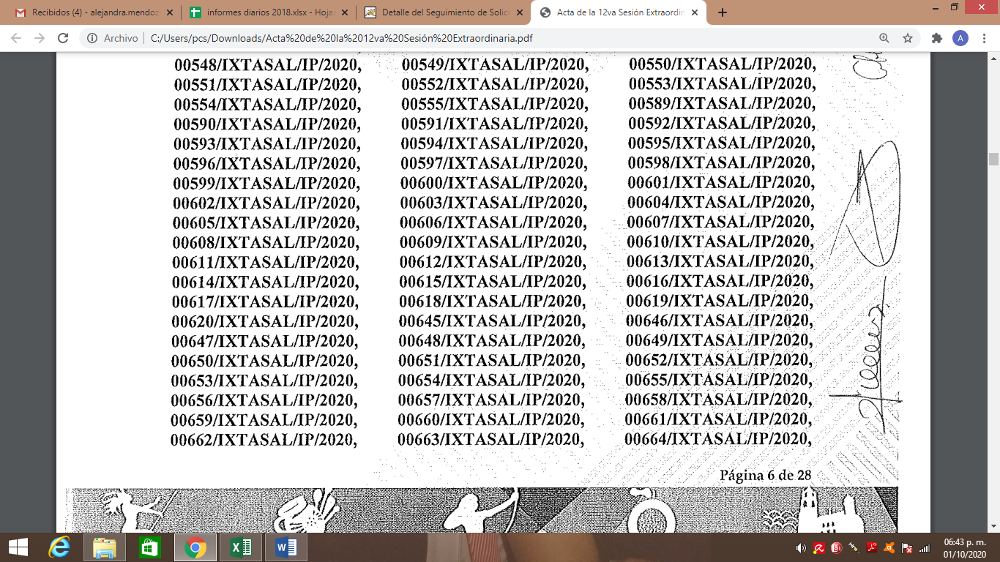 Recibidos (4) - alejandra.mendoz
informes diarios 2018.xlsx - Hoja
Detalle del Seguimiento de Solici
Acta de la 12va Sesión Extraordin
Archivo
C:/Users/pcs/Downloads/Acta%20de%20la%2012va%20Sesión%20Extraordinaria.pdf
A
00548/IXTASAL/IP/2020, 00549/IXTASAL/IP/2020, 00550/IXTASAL/IP/2020,
00551/IXTASAL/IP/2020, 00552/IXTASAL/IP/2020, 00553/IXTASAL/IP/2020,
00554/IXTASAL/IP/2020, 00555/IXTASAL/IP/2020, 00589/IXTASAL/IP/2020,
00590/IXTASAL/IP/2020, 00591/IXTASAL/IP/2020, 00592/IXTASAL/IP/2020,
00593/IXTASAL/IP/2020, 00594/IXTASAL/IP/2020, 00595/IXTASAL/IP/2020,
00596/IXTASAL/IP/2020, 00597/IXTASAL/IP/2020, 00598/IXTASAL/IP/2020,
00599/IXTASAL/IP/2020, 00600/IXTASAL/IP/2020, 00601/IXTASAL/IP/2020,
00602/IXTASAL/IP/2020, 00603/IXTASAL/IP/2020, 00604/IXTASAL/IP/2020,
00605/IXTASAL/IP/2020, 00606/IXTASAL/IP/2020, 00607/IXTASAL/IP/2020,
00608/IXTASAL/IP/2020, 00609/IXTASAL/IP/2020, 00610/IXTASAL/IP/2020,
00611/IXTASAL/IP/2020, 00612/IXTASAL/IP/2020, 00613/IXTASAL/IP/2020,
00614/IXTASAL/IP/2020, 00615/IXTASAL/IP/2020, 00616/IXTASAL/IP/2020,
00617/IXTASAL/IP/2020, 00618/IXTASAL/IP/2020, 00619/IXTASAL/IP/2020,
00620/IXTASAL/IP/2020, 00645/IXTASAL/IP/2020, 00646/IXTASAL/IP/2020,
00647/IXTASAL/IP/2020, 00648/IXTASAL/IP/2020, 00649/IXTASAL/IP/2020,
00650/IXTASAL/IP/2020, 00651/IXTASAL/IP/2020, 00652/IXTASAL/IP/2020,
00653/IXTASAL/IP/2020, 00654/IXTASAL/IP/2020, 00655/IXTASAL/IP/2020,
00656/IXTASAL/IP/2020, 00657/IXTASAL/IP/2020, 00658/IXTASAL/IP/2020,
00659/IXTASAL/IP/2020, 00660/IXTASAL/IP/2020, 00661/IXTASAL/IP/2020,
00662/IXTASAL/IP/2020, 00663/IXTASAL/IP/2020, 00664/IXTASAL/IP/2020,
Página 6 de 28
06:43 p. m.
01/10/2020